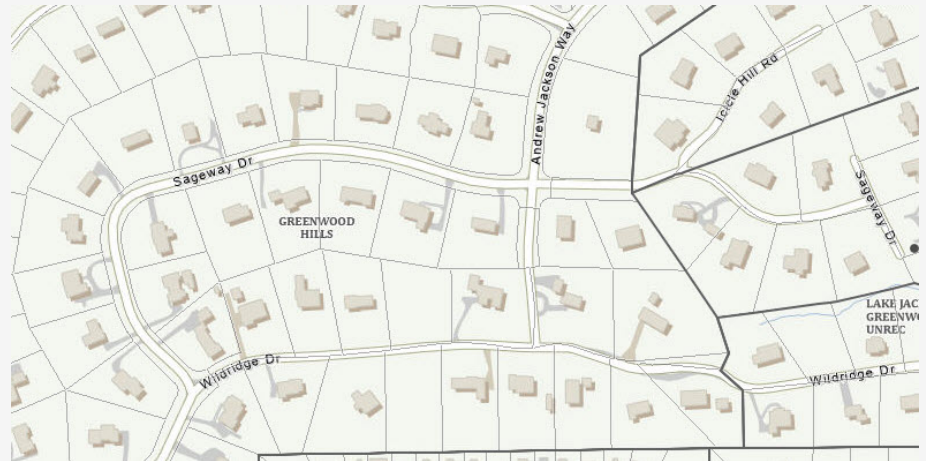 Andrew Jackson Way
Icicle Hill Rd
Sageway Dr
Sageway Dr
GREENWOOD
HILLS
LAKE JAC
GREENWO
UNREC
Wildridge Dr
Wildridge Dr